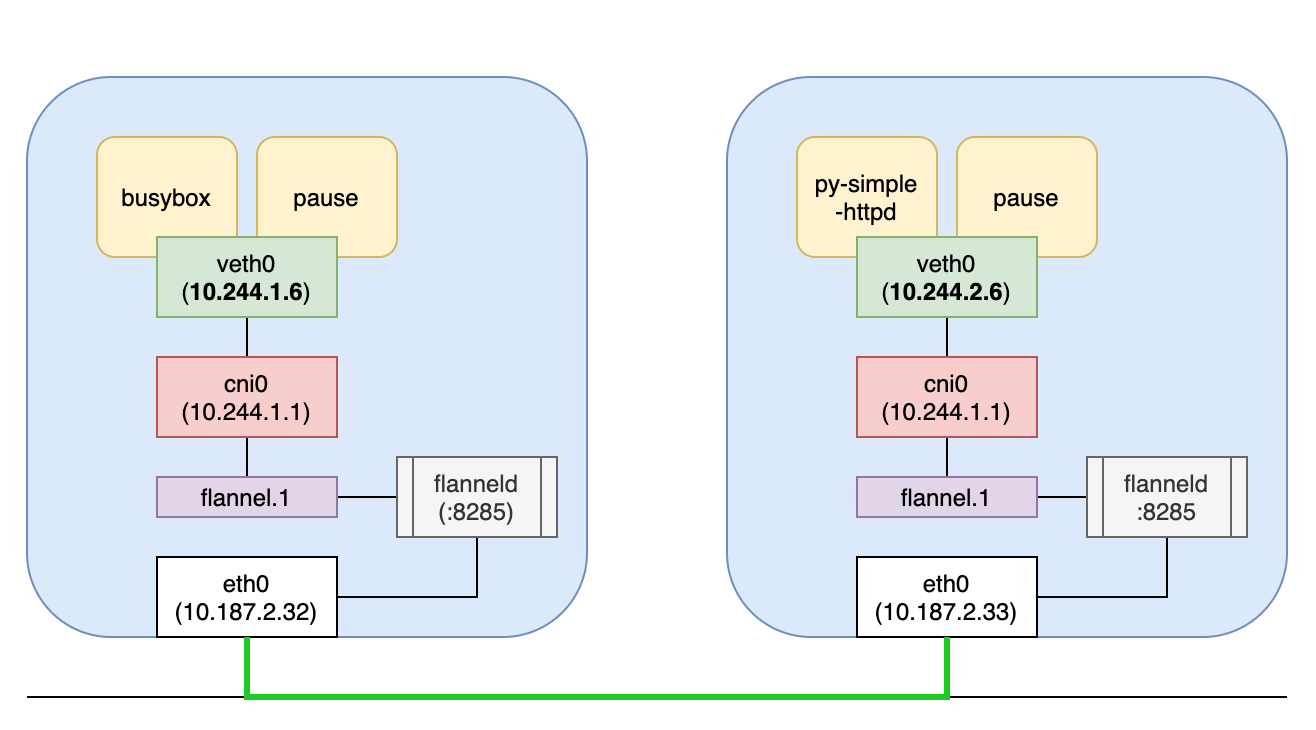 busybox
pause
veth0
(10.244.1.6)
cni0
(10.244.1.1)
flannel.1
flanneld
(:8285)
eth0
(10.187.2.32)
py-simple
-httpd
pause
veth0
(10.244.2.6)
cni0
(10.244.1.1)
flannel.1
flanneld
:8285
eth0
(10.187.2.33)